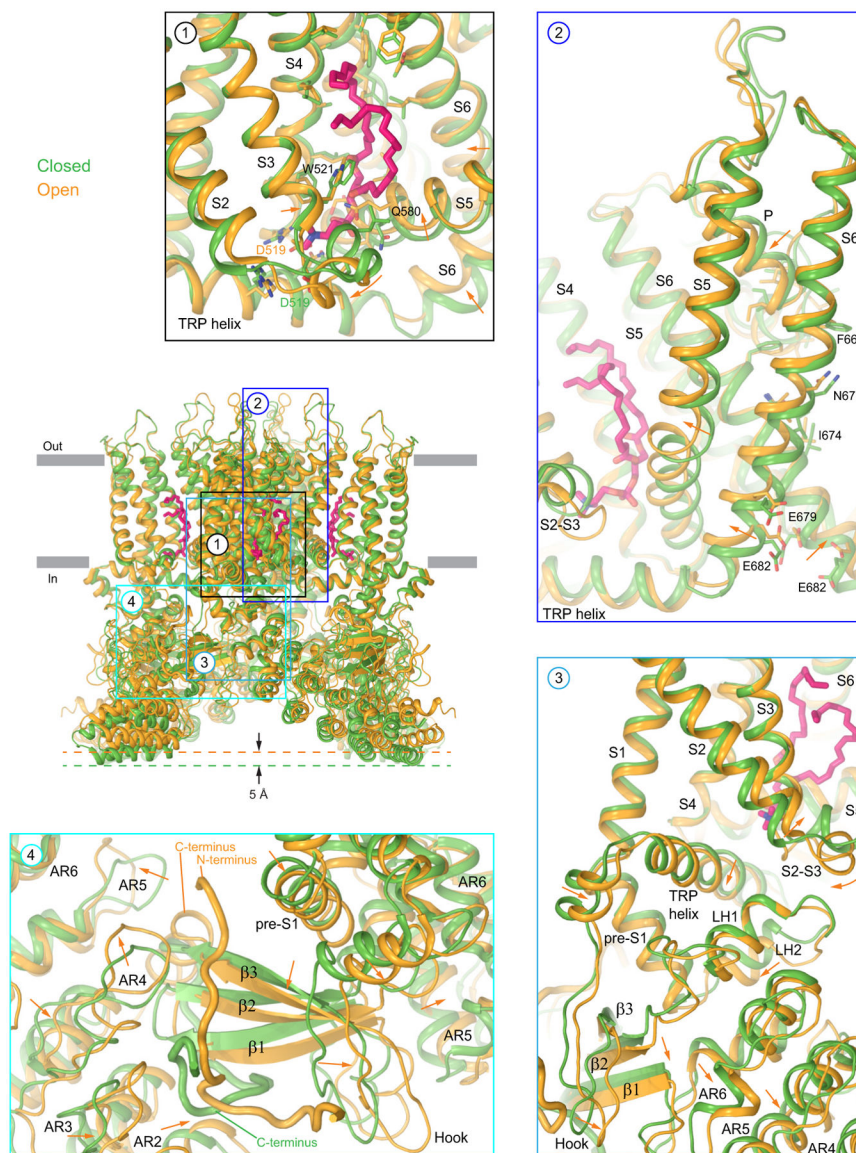 Closed
Open
1
S4
S6
S3
W521
S2
Q580
S5
D519
S6
D519
TRP helix
2
P
S6
S4
S6
S5
S5
F66
N67
I674
S2-S3
E679
E682
E682
TRP helix
2
Out
1
In
4
3
5 Å
3
S6
S3
S1
S2
S4
S
S2-S3
TRP
helix
LH1
pre-S1
LH2
β3
β2
β1
AR6
AR5
Hook
AR4
4
C-terminus
N-terminus
AR6
AR5
AR6
pre-S1
β3
AR4
β2
β1
AR5
AR3
AR2
C-terminus
Hook